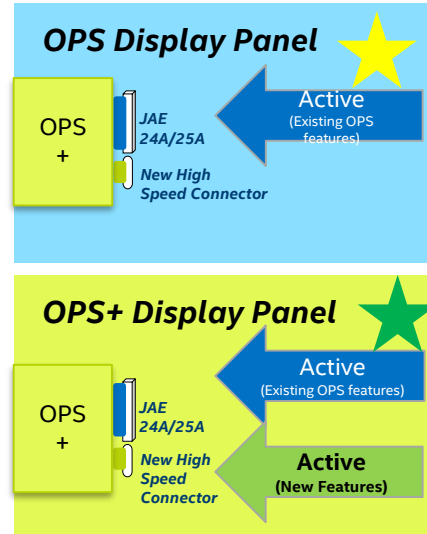 OPS Display Panel
OPS
+
JAE
24A/25A
New High
Speed Connector
Active
(Existing OPS
features)
OPS+ Display Panel
OPS
+
JAE
24A/25A
New High
Speed
Connector
Active
(Existing OPS features)
Active
(New Features)